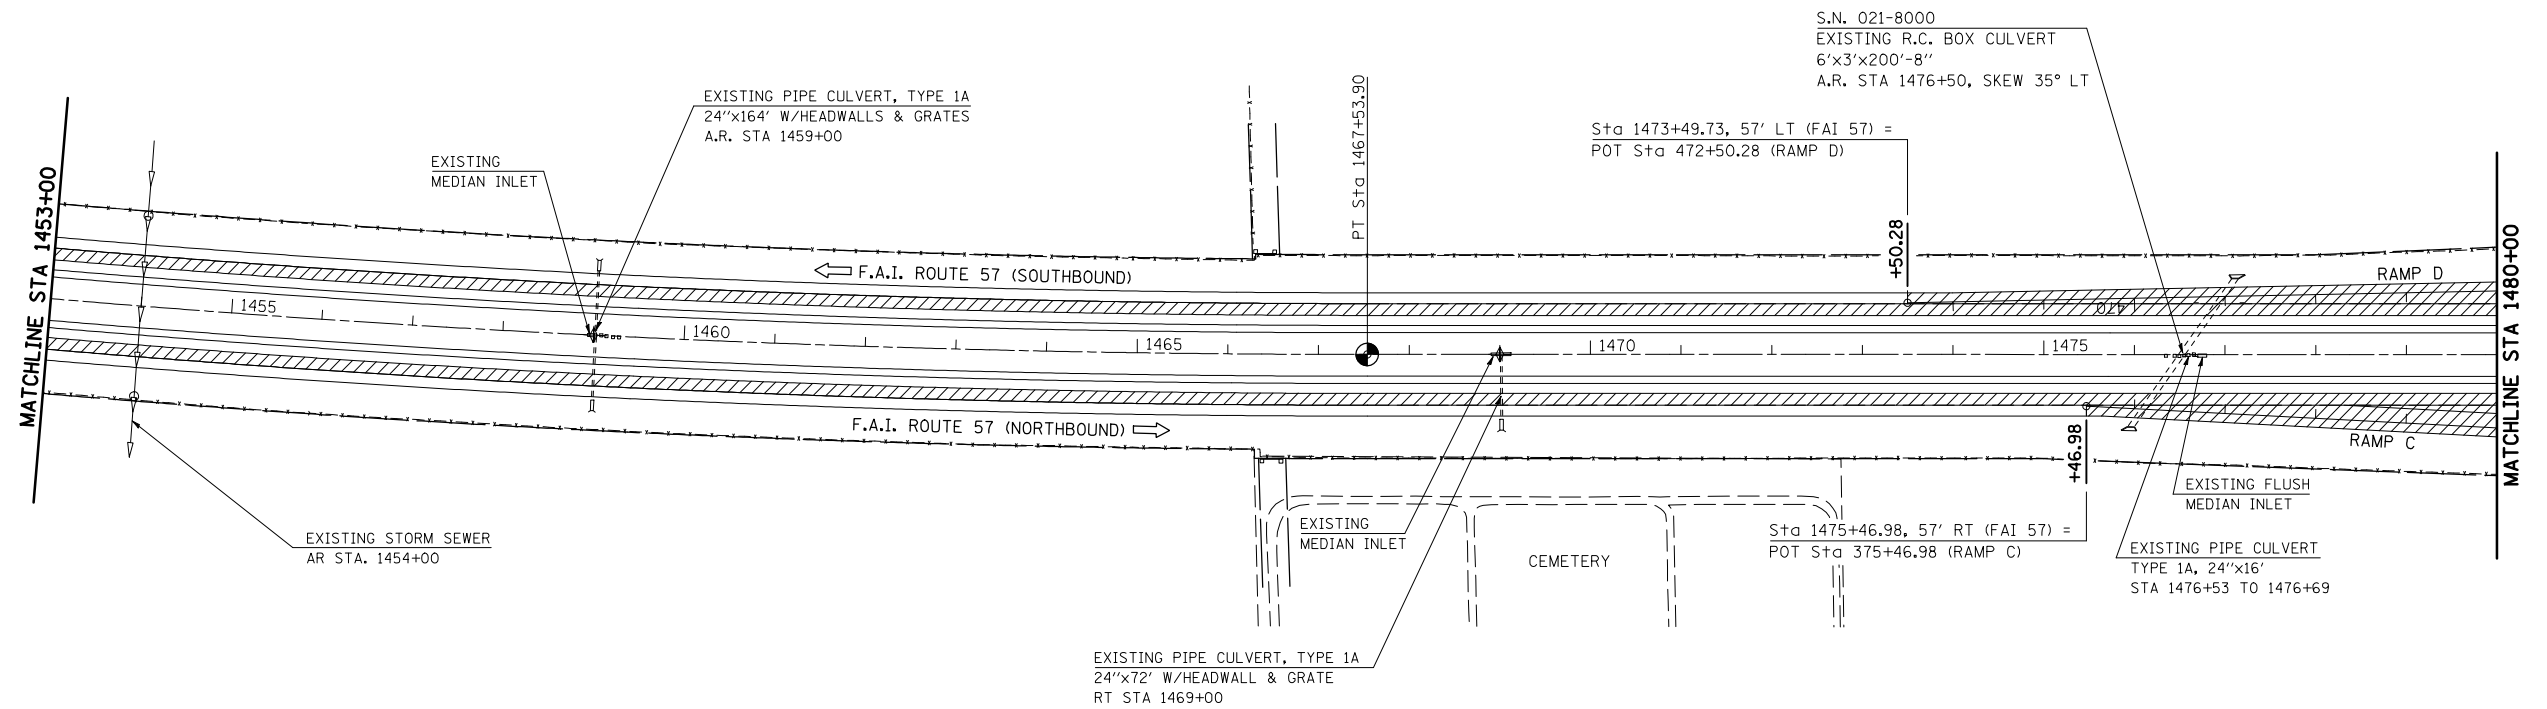 S.N. 021-8000
EXISTING R.C. BOX CULVERT
6'x3'x200'-8"
A.R. STA 1476+50, SKEW 35° LT
EXISTING PIPE CULVERT, TYPE 1A
24"x164' W/HEADWALLS & GRATES
A.R. STA 1459+00
EXISTING
MEDIAN INLET
PT Sta 1467+53.90
Sta 1473+49.73, 57' LT (FAI 57) =
POT Sta 472+50.28 (RAMP D)
+50.28
MATCHLINE STA 1453+00
F.A.I. ROUTE 57 (SOUTHBOUND)
RAMP D
470
1455
1460
1465
1470
1475
MATCHLINE STA 1480+00
F.A.I. ROUTE 57 (NORTHBOUND)
RAMP C
+46.98
EXISTING FLUSH
MEDIAN INLET
EXISTING STORM SEWER
AR STA. 1454+00
EXISTING
MEDIAN INLET
CEMETERY
Sta 1475+46.98, 57' RT (FAI 57) =
POT Sta 375+46.98 (RAMP C)
EXISTING PIPE CULVERT
TYPE 1A, 24"x16'
STA 1476+53 TO 1476+69
EXISTING PIPE CULVERT, TYPE 1A
24"x72' W/HEADWALL & GRATE
RT STA 1469+00